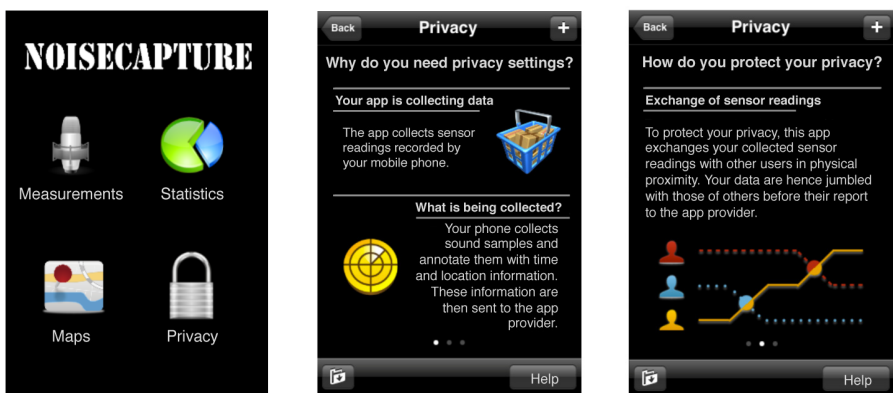 NOISECAPTURE
Measurements
Statistics
Maps
Privacy
Back
Privacy
+
Why do you need privacy settings?
Your app is collecting data
The app collects sensor
readings recorded by
your mobile phone.
What is being collected?
Your phone collects
sound samples and
annotate them with time
and location information.
These information are
then sent to the app
provider.
Help
Back
Privacy
+
How do you protect your privacy?
Exchange of sensor readings
To protect your privacy, this app
exchanges your collected sensor
readings with other users in physical
proximity. Your data are hence jumbled
with those of others before their report
to the app provider.
Help